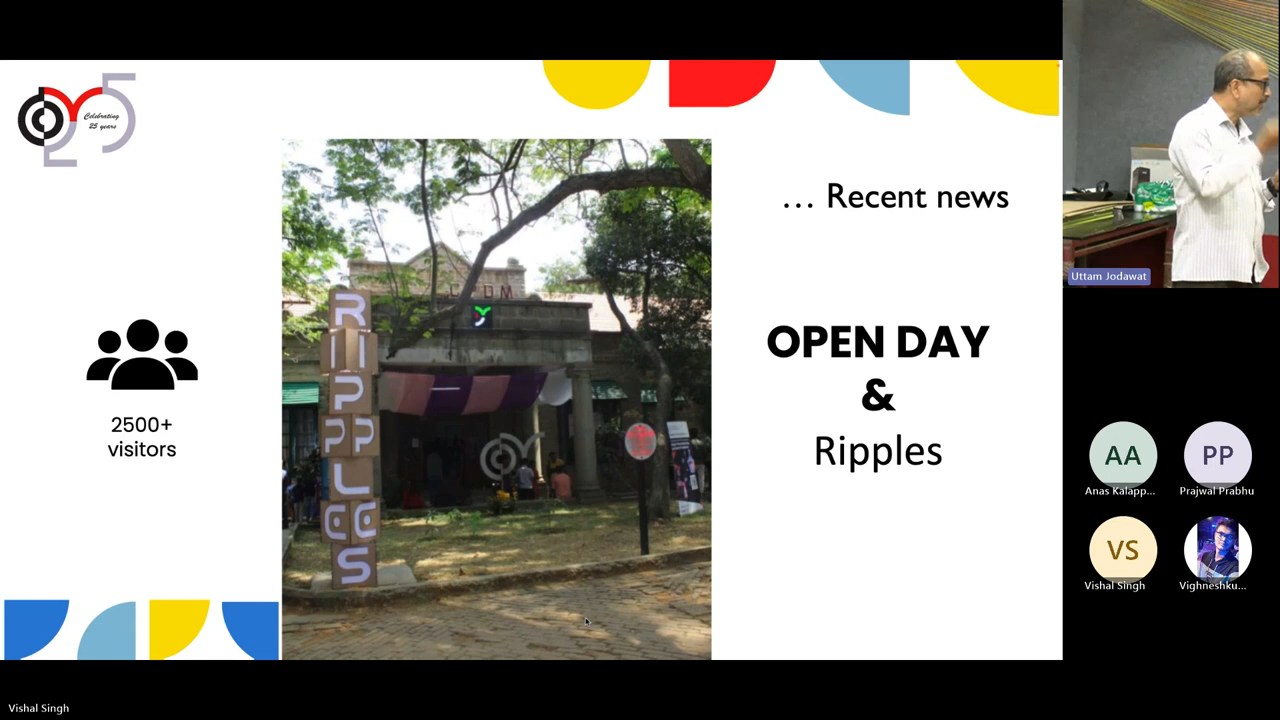 Celebrating
25 years
… Recent news
OPEN DAY
&
Ripples
2500+
visitors
RIPPLES
Uttam Jodawat
AA
Anas Kalapp...
PP
Prajwal Prabhu
VS
Vishal Singh
Vighneshku...
Vishal Singh